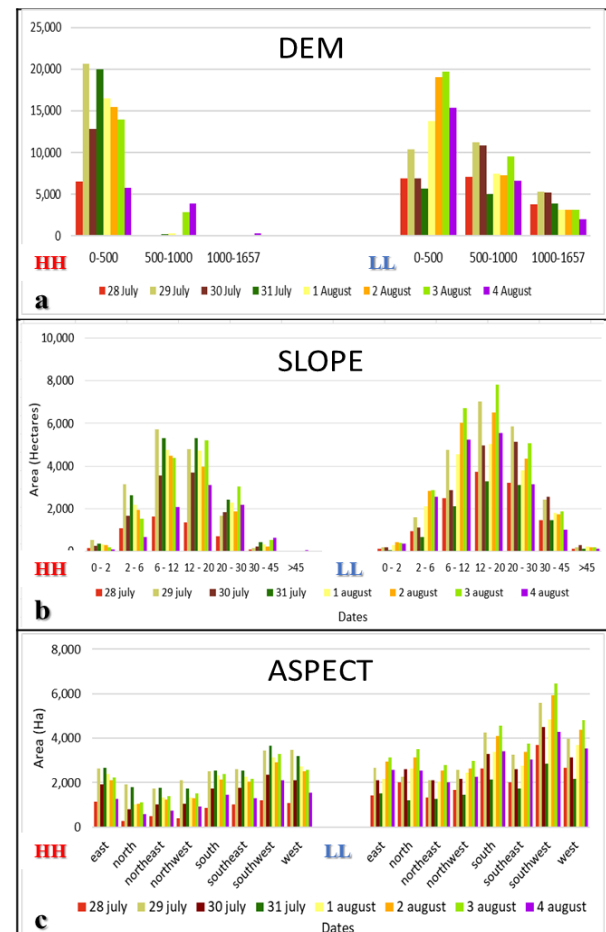 DEM
25,000
20,000
15,000
10,000
5,000
0
HH 0-500 500-1000 1000-1657 LL 0-500 500-1000 1000-1657
a 28 July 29 July 30 July 31 July 1 August 2 August 3 August 4 August
SLOPE
10,000
8,000
6,000
4,000
2,000
Area (Hectares)
HH 0 - 2 2 - 6 6 - 12 12 - 20 20 - 30 30 - 45 >45 LL 0 - 2 2 - 6 6 - 12 12 - 20 20 - 30 30 - 45 >45
b Dates
28 july 29 july 30 july 31 july 1 august 2 august 3 august 4 august
ASPECT
8,000
6,000
4,000
2,000
0
Area (Ha)
HH east north northeast northwest south southeast southwest west LL east north northeast northwest south southeast southwest west
c 28 july 29 july 30 july 31 july 1 august 2 august 3 august 4 august
Dates